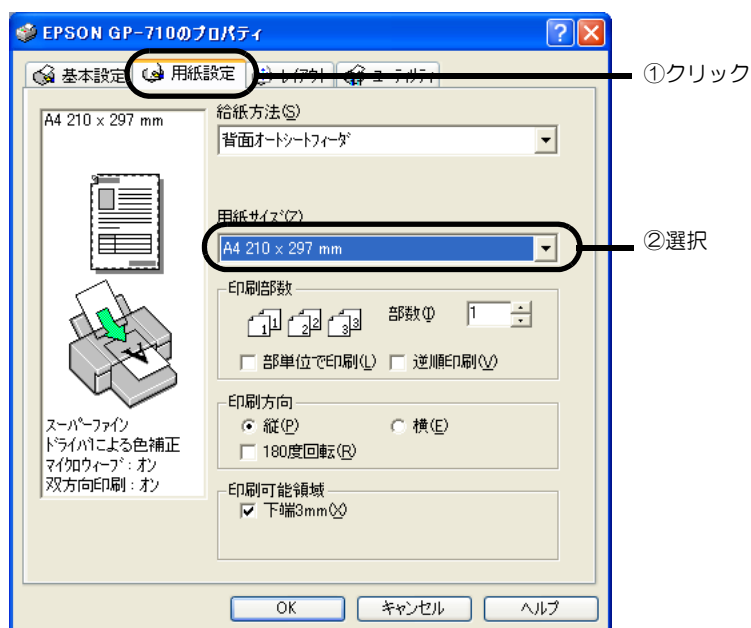 EPSON GP-710のプロパティ
基本設定 用紙設定 レイアウト ユーティリティ
①クリック
A4 210 x 297 mm
給紙方法(S)
背面オートシートフィーダ
用紙サイズ(Z)
A4 210 x 297 mm
②選択
印刷部数
1 1 2 2 3 3
部数(I) 1
部単位で印刷(L) 逆順印刷(V)
印刷方向
縦(P) 横(E)
180度回転(R)
印刷可能領域
下端3mm(X)
スーパーファイン
ドライバによる色補正
マイクロウィーブ : オン
双方向印刷 : オン
OK キャンセル ヘルプ